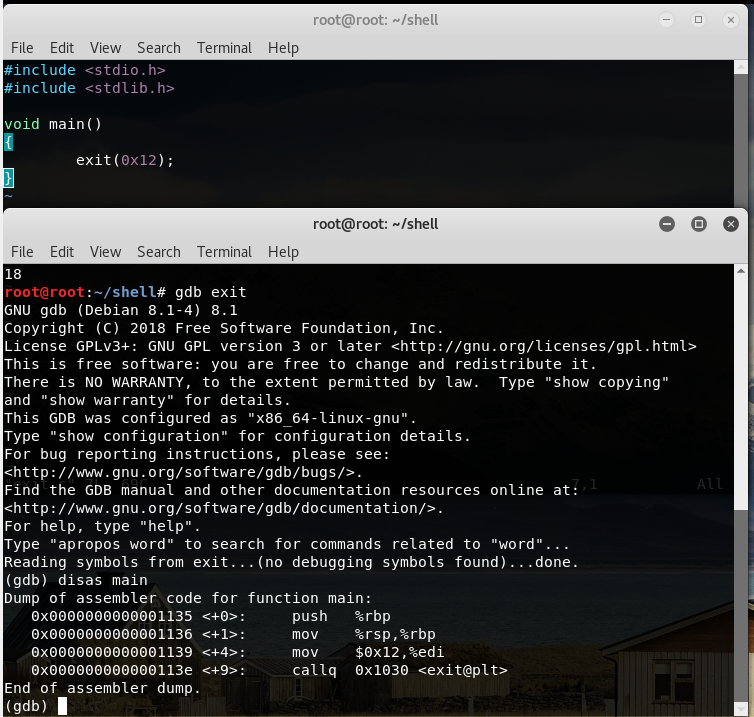 root@root: ~/shell
File Edit View Search Terminal Help
#include <stdio.h>
#include <stdlib.h>
void main()
{
        exit(0x12);
}
~
root@root: ~/shell
File Edit View Search Terminal Help
18
root@root:~/shell# gdb exit
GNU gdb (Debian 8.1-4) 8.1
Copyright (C) 2018 Free Software Foundation, Inc.
License GPLv3+: GNU GPL version 3 or later <http://gnu.org/licenses/gpl.html>
This is free software: you are free to change and redistribute it.
There is NO WARRANTY, to the extent permitted by law.  Type "show copying"
and "show warranty" for details.
This GDB was configured as "x86_64-linux-gnu".
Type "show configuration" for configuration details.
For bug reporting instructions, please see:
<http://www.gnu.org/software/gdb/bugs/>.
7,1 All
Find the GDB manual and other documentation resources online at:
<http://www.gnu.org/software/gdb/documentation/>.
For help, type "help".
Type "apropos word" to search for commands related to "word"...
Reading symbols from exit...(no debugging symbols found)...done.
(gdb) disas main
Dump of assembler code for function main:
   0x0000000000001135 <+0>:     push   %rbp
   0x0000000000001136 <+1>:     mov    %rsp,%rbp
   0x0000000000001139 <+4>:     mov    $0x12,%edi
   0x000000000000113e <+9>:     callq  0x1030 <exit@plt>
End of assembler dump.
(gdb)